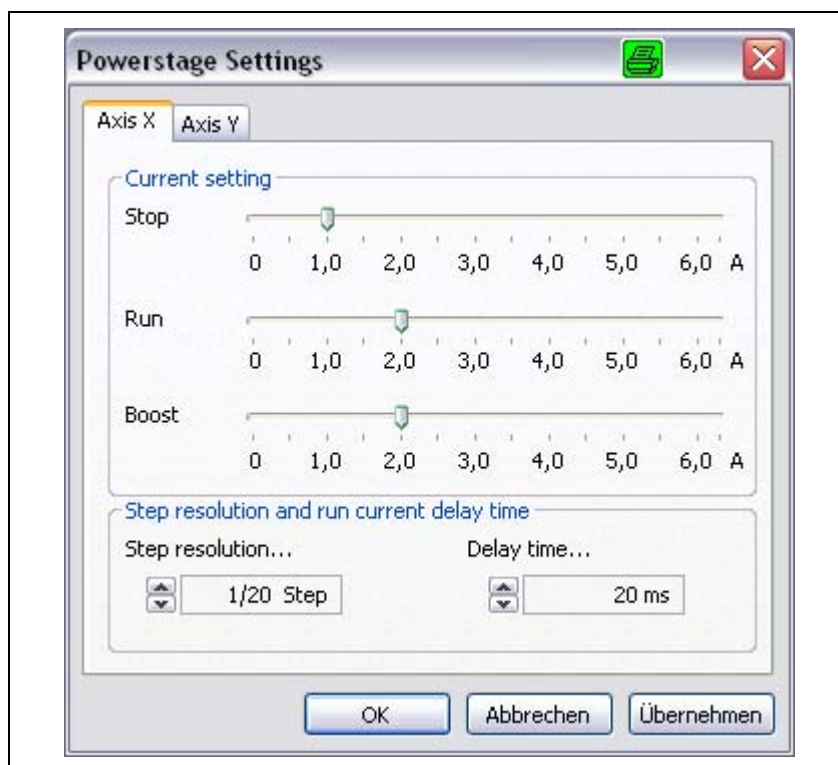 Powerstage Settings
Axis X Axis Y
Current setting
Stop
0 1,0 2,0 3,0 4,0 5,0 6,0 A
Run
0 1,0 2,0 3,0 4,0 5,0 6,0 A
Boost
0 1,0 2,0 3,0 4,0 5,0 6,0 A
Step resolution and run current delay time
Step resolution... Delay time...
1/20 Step 20 ms
OK Abbrechen Übernehmen